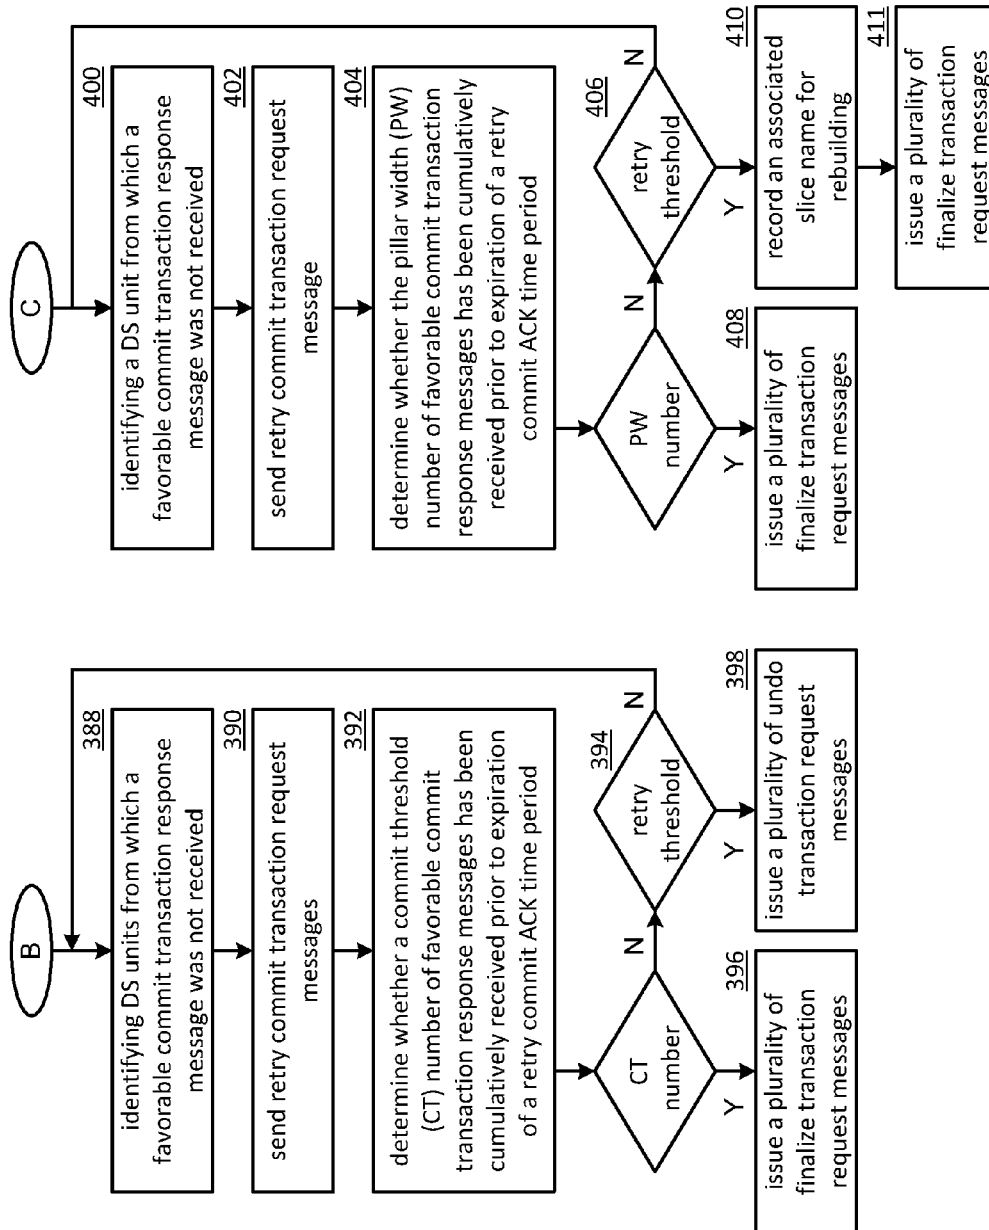 B
388
identifying DS units from which a
favorable commit transaction response
message was not received
390
send retry commit transaction request
messages
392
determine whether a commit threshold
(CT) number of favorable commit
transaction response messages has been
cumulatively received prior to expiration
of a retry commit ACK time period
CT
number
N
Y
394
retry
threshold
N
Y
396
issue a plurality of
finalize transaction
request messages
398
issue a plurality of undo
transaction request
messages
C
400
identifying a DS unit from which a
favorable commit transaction response
message was not received
402
send retry commit transaction request
message
404
determine whether the pillar width (PW)
number of favorable commit transaction
response messages has been cumulatively
received prior to expiration of a retry
commit ACK time period
PW
number
N
Y
406
retry
threshold
N
Y
408
issue a plurality of
finalize transaction
request messages
410
record an associated
slice name for
rebuilding
411
issue a plurality of
finalize transaction
request messages